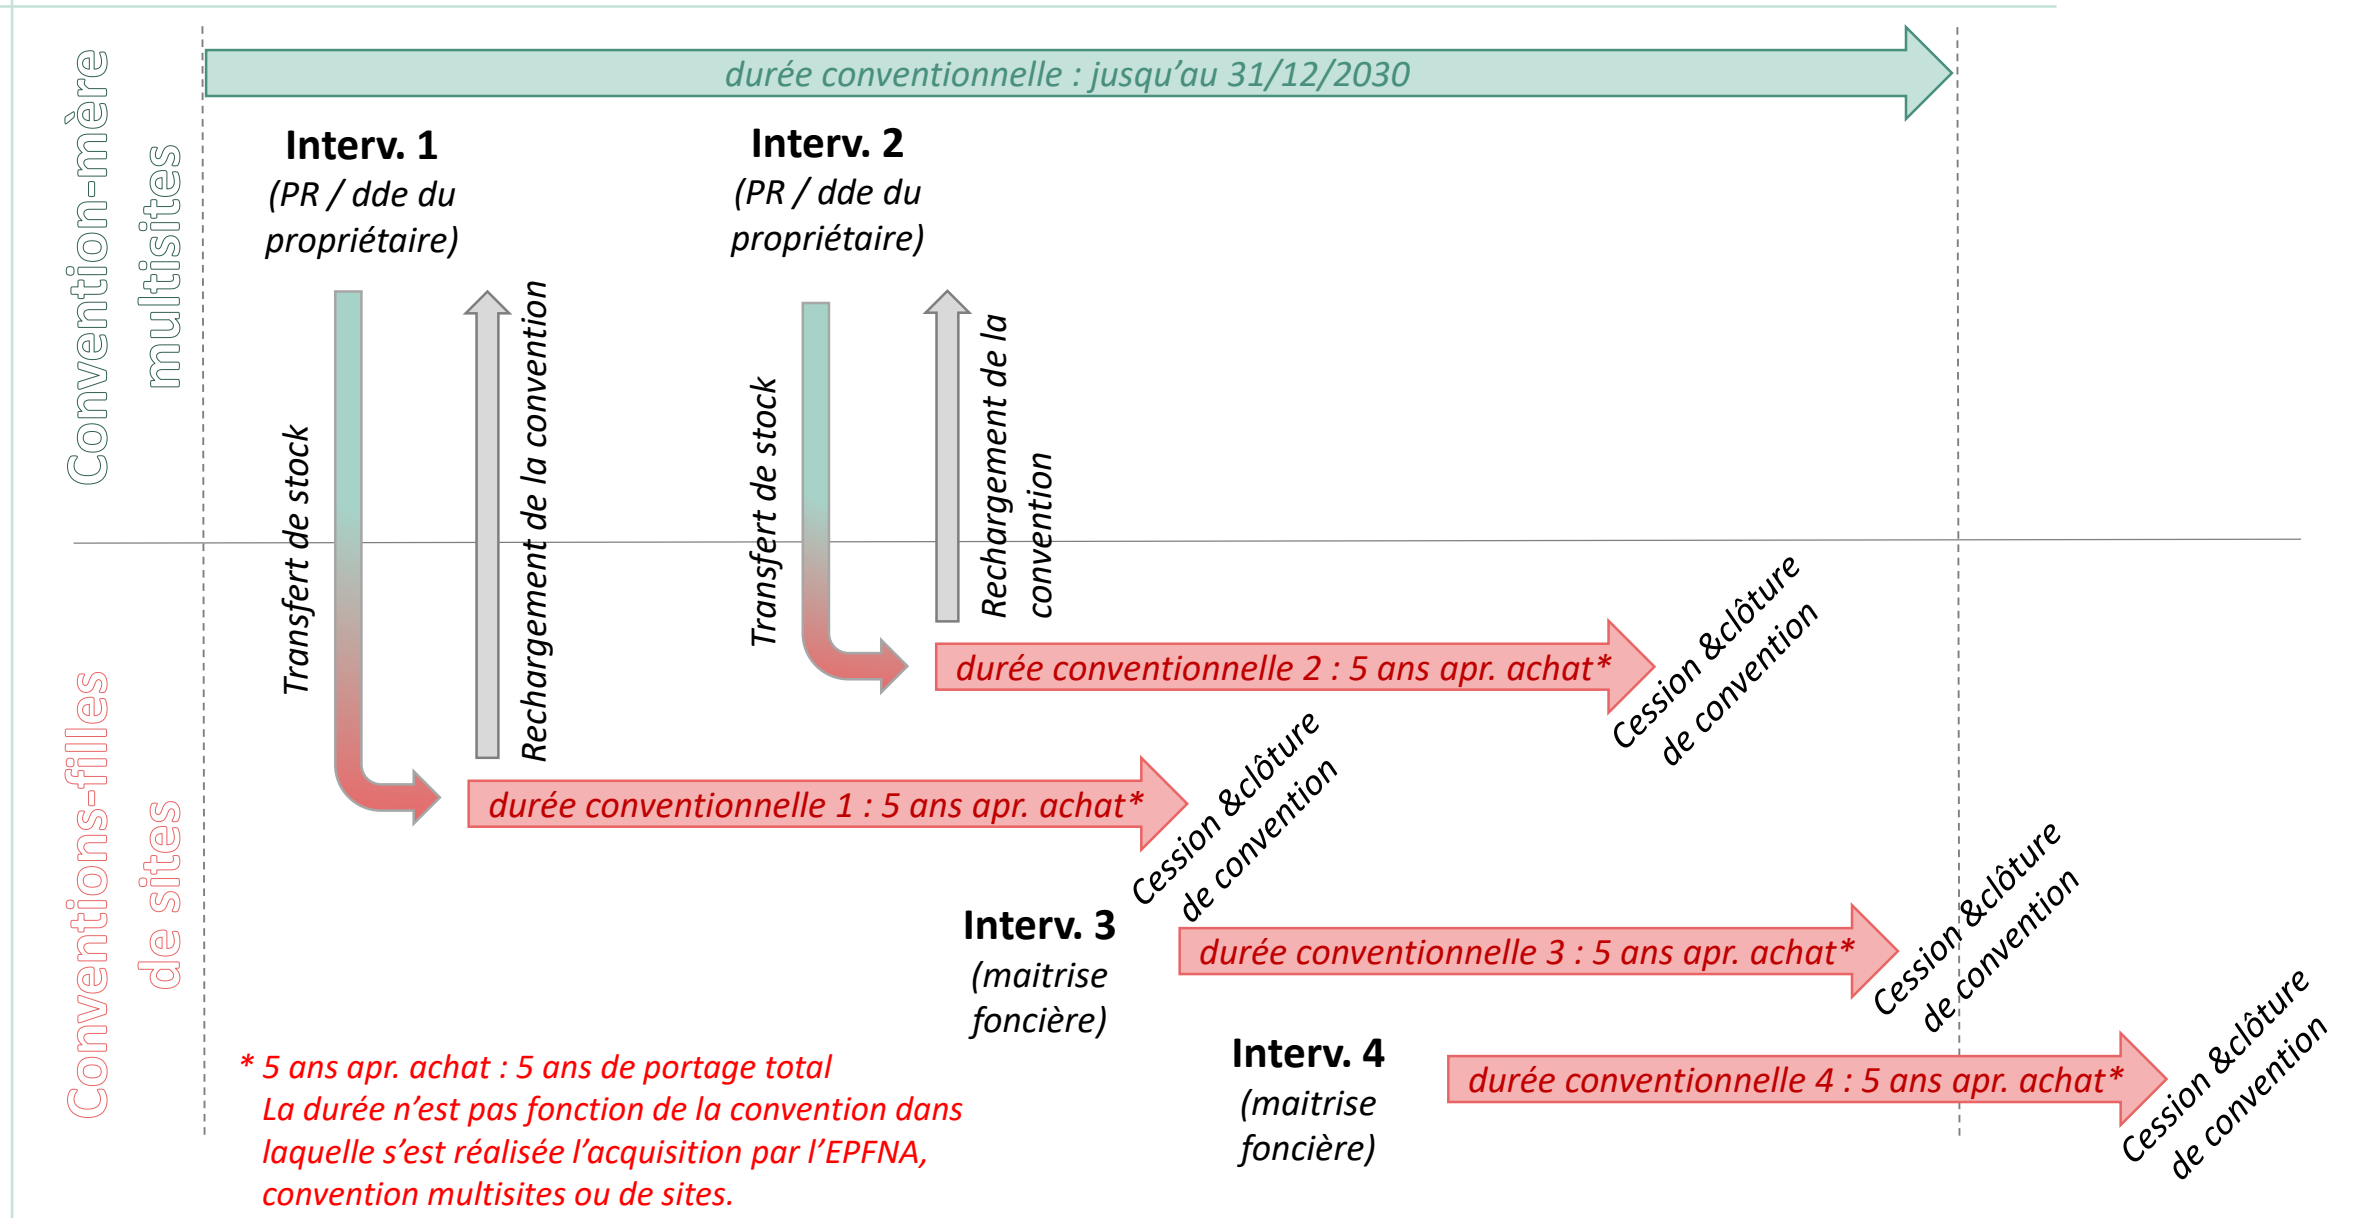 Convention-mère
multisites
durée conventionnelle : jusqu'au 31/12/2030
Interv. 1
(PR / dde du
propriétaire)
Interv. 2
(PR / dde du
propriétaire)
Transfert de stock
Rechargement de la convention
Transfert de stock
Rechargement de la
convention
Conventions-filles
de sites
durée conventionnelle 2 : 5 ans apr. achat*
Cession &clôture
de convention
durée conventionnelle 1 : 5 ans apr. achat*
Cession &clôture
de convention
Interv. 3
(maitrise
foncière)
durée conventionnelle 3 : 5 ans apr. achat*
Cession &clôture
de convention
Interv. 4
(maitrise
foncière)
durée conventionnelle 4 : 5 ans apr. achat*
Cession &clôture
de convention
* 5 ans apr. achat : 5 ans de portage total
La durée n'est pas fonction de la convention dans
laquelle s'est réalisée l'acquisition par l'EPFNA,
convention multisites ou de sites.